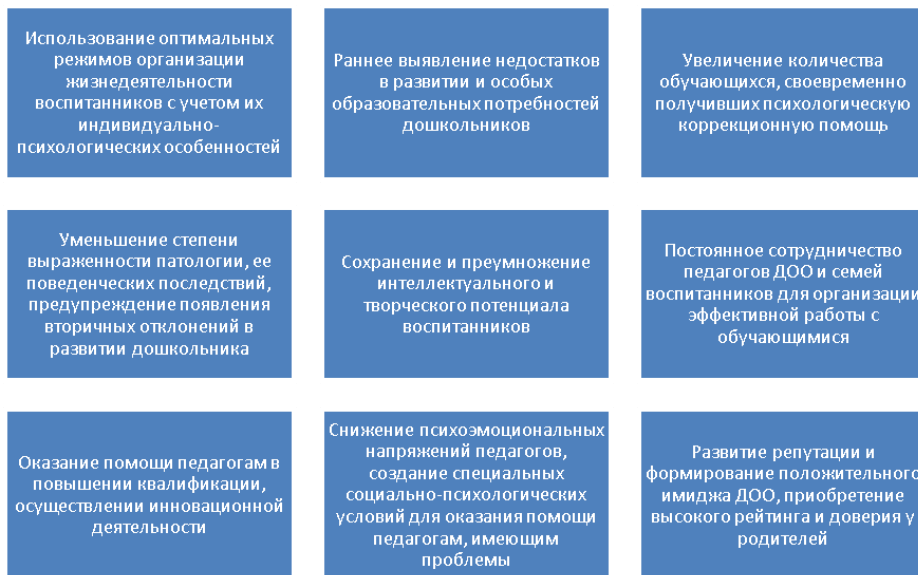 Использование оптимальных
режимов организации
жизнедеятельности
воспитанников с учетом их
индивидуально-
психологических особенностей
Раннее выявление недостатков
в развитии и особых
образовательных потребностей
дошкольников
Увеличение количества
обучающихся, своевременно
получивших психологическую
коррекционную помощь
Уменьшение степени
выраженности патологии, ее
поведенческих последствий,
предупреждение появления
вторичных отклонений в
развитии дошкольника
Сохранение и преумножение
интеллектуального и
творческого потенциала
воспитанников
Постоянное сотрудничество
педагогов ДОО и семей
воспитанников для организации
эффективной работы с
обучающимися
Оказание помощи педагогам в
повышении квалификации,
осуществлении инновационной
деятельности
Снижение психоэмоциональных
напряжений педагогов,
создание специальных
социально-психологических
условий для оказания помощи
педагогам, имеющим
проблемы
Развитие репутации и
формирование положительного
имиджа ДОО, приобретение
высокого рейтинга и доверия у
родителей